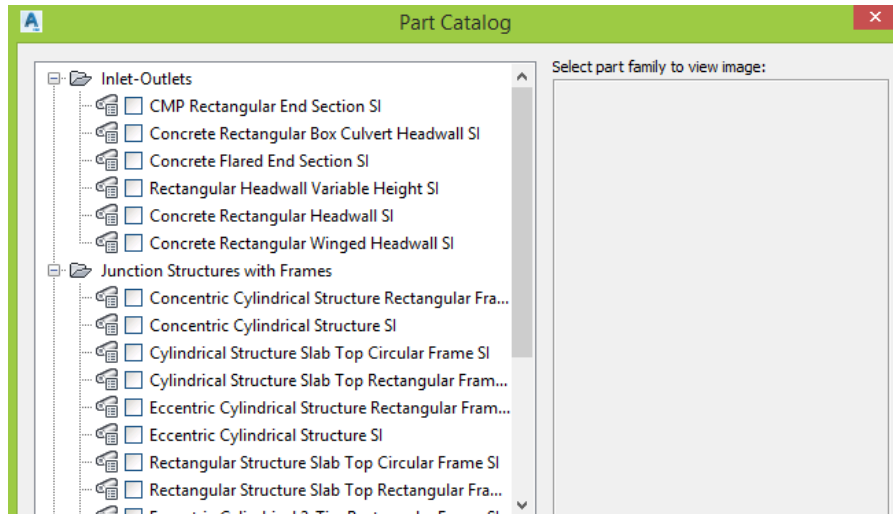 Part Catalog
Select part family to view image:
Inlet-Outlets
CMP Rectangular End Section SI
Concrete Rectangular Box Culvert Headwall SI
Concrete Flared End Section SI
Rectangular Headwall Variable Height SI
Concrete Rectangular Headwall SI
Concrete Rectangular Winged Headwall SI
Junction Structures with Frames
Concentric Cylindrical Structure Rectangular Fra...
Concentric Cylindrical Structure SI
Cylindrical Structure Slab Top Circular Frame SI
Cylindrical Structure Slab Top Rectangular Fram...
Eccentric Cylindrical Structure Rectangular Fram...
Eccentric Cylindrical Structure SI
Rectangular Structure Slab Top Circular Frame SI
Rectangular Structure Slab Top Rectangular Fra...